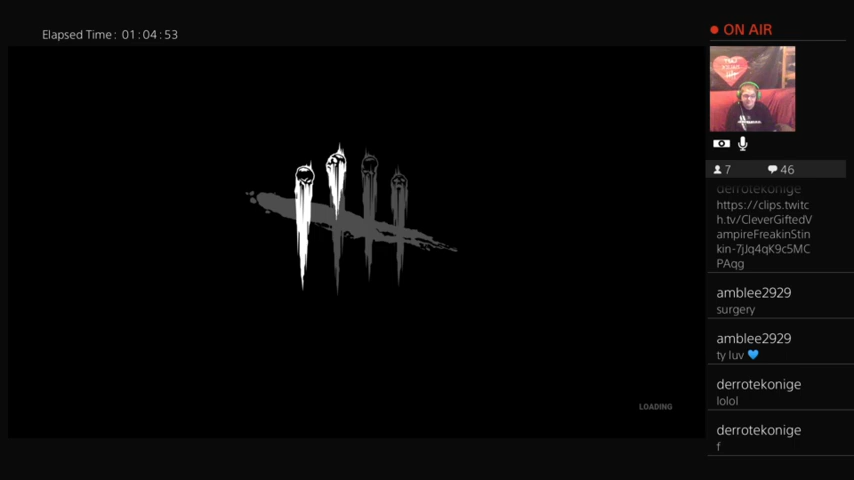 Elapsed Time: 01:04:53
ON AIR
7
46
derrotekonige
https://clips.twitc
h.tv/CleverGiftedV
ampireFreakinStin
kin-7jJq4qK9c5MC
PAqg
amblee2929
surgery
amblee2929
ty luv 💙
derrotekonige
lolol
derrotekonige
f
LOADING